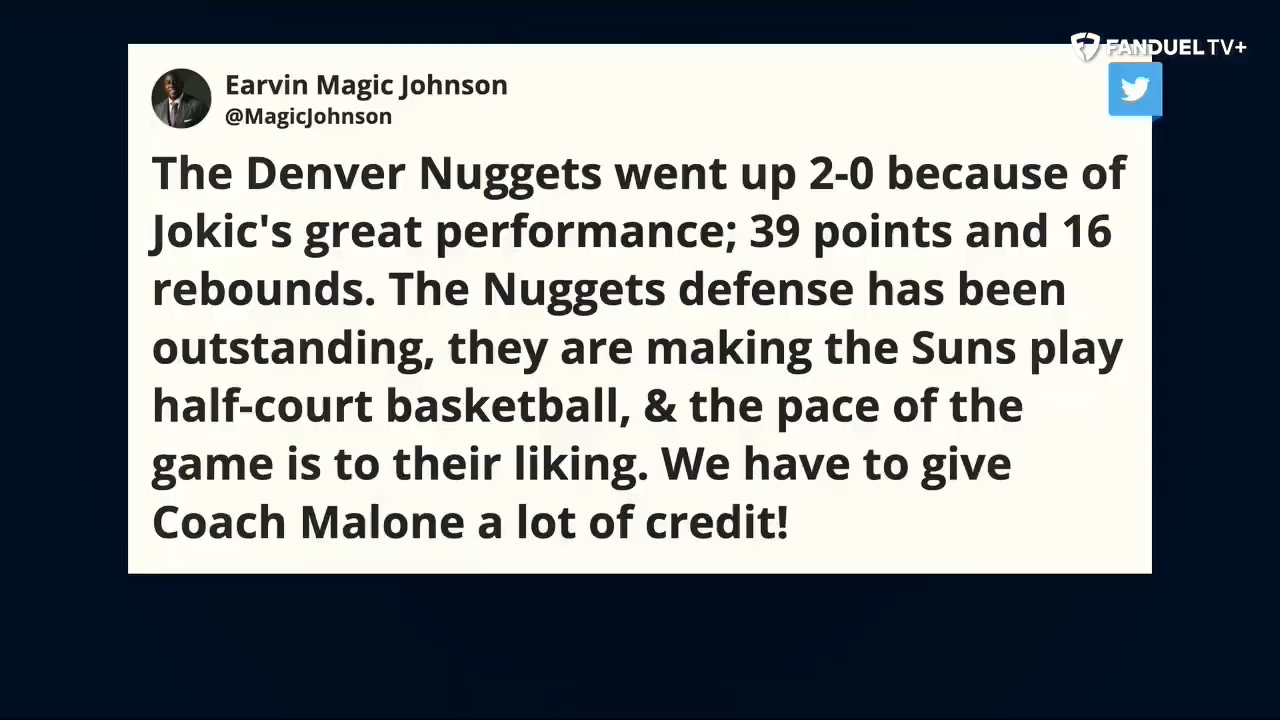 FANDUEL TV+
Earvin Magic Johnson
@MagicJohnson
The Denver Nuggets went up 2-0 because of
Jokic's great performance; 39 points and 16
rebounds. The Nuggets defense has been
outstanding, they are making the Suns play
half-court basketball, & the pace of the
game is to their liking. We have to give
Coach Malone a lot of credit!